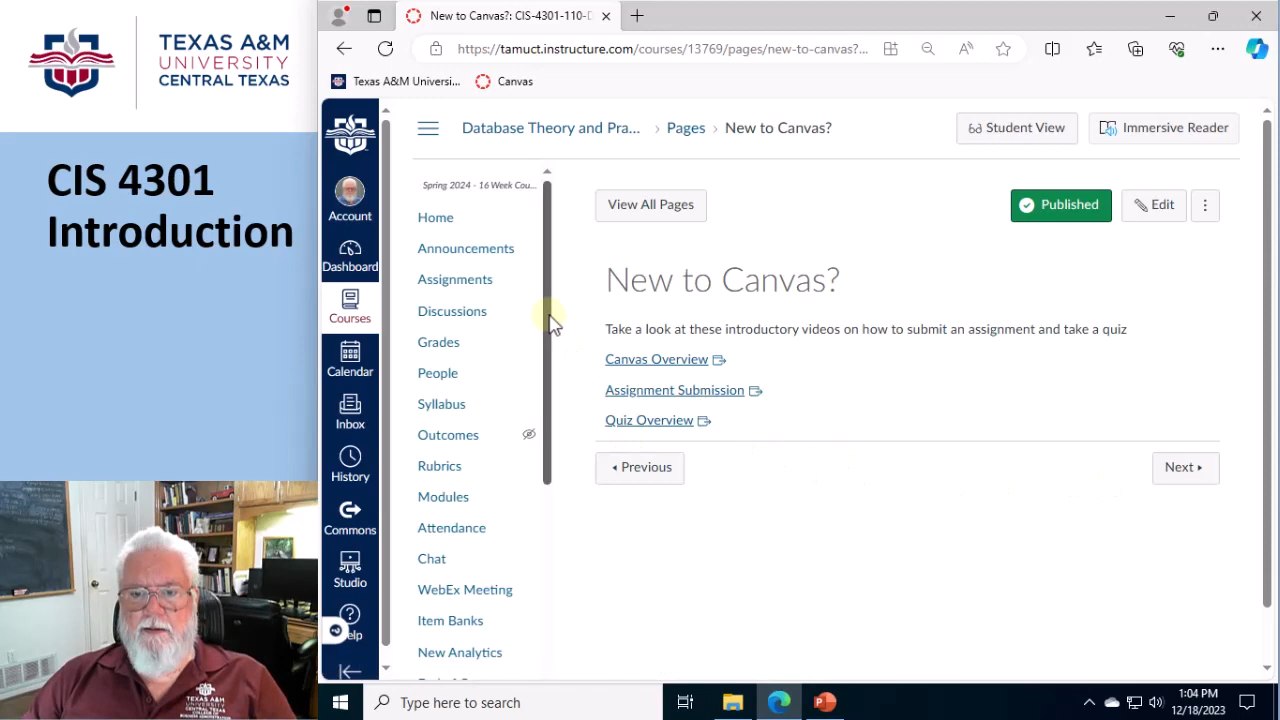 TEXAS A&M
UNIVERSITY
CENTRAL TEXAS
CIS 4301
Introduction
New to Canvas?: CIS-4301-110-D
https://tamuct.instructure.com/courses/13769/pages/new-to-canvas?...
Texas A&M Universi...
Canvas
Account
Dashboard
Courses
Calendar
Inbox
History
Commons
Studio
Help
Database Theory and Pra... › Pages › New to Canvas?
Student View
Immersive Reader
Spring 2024 - 16 Week Cou...
Home
Announcements
Assignments
Discussions
Grades
People
Syllabus
Outcomes
Rubrics
Modules
Attendance
Chat
WebEx Meeting
Item Banks
New Analytics
View All Pages
Published
Edit
New to Canvas?
Take a look at these introductory videos on how to submit an assignment and take a quiz
Canvas Overview
Assignment Submission
Quiz Overview
Previous
Next
TEXAS A&M
UNIVERSITY
CENTRAL TEXAS
Type here to search
1:04 PM
12/18/2023